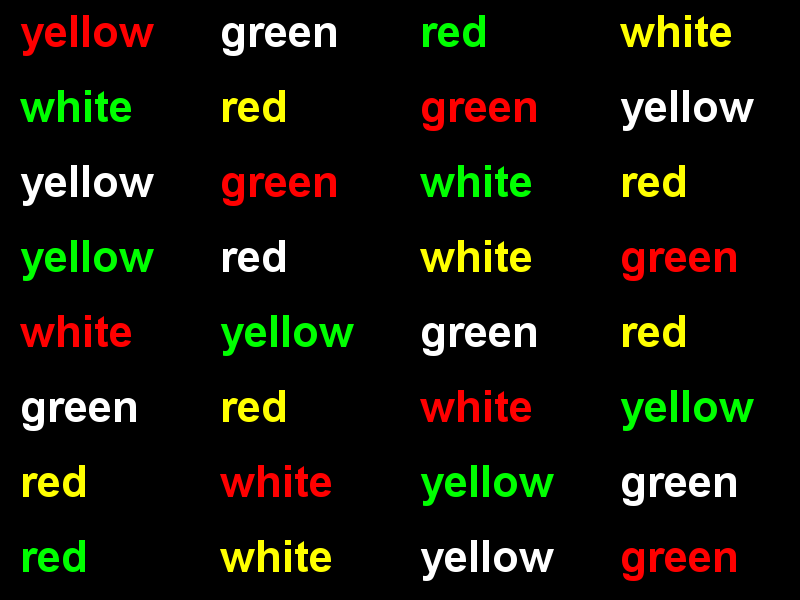 yellow green red white
white red green yellow
yellow green white red
yellow red white green
white yellow green red
green red white yellow
red white yellow green
red white yellow green